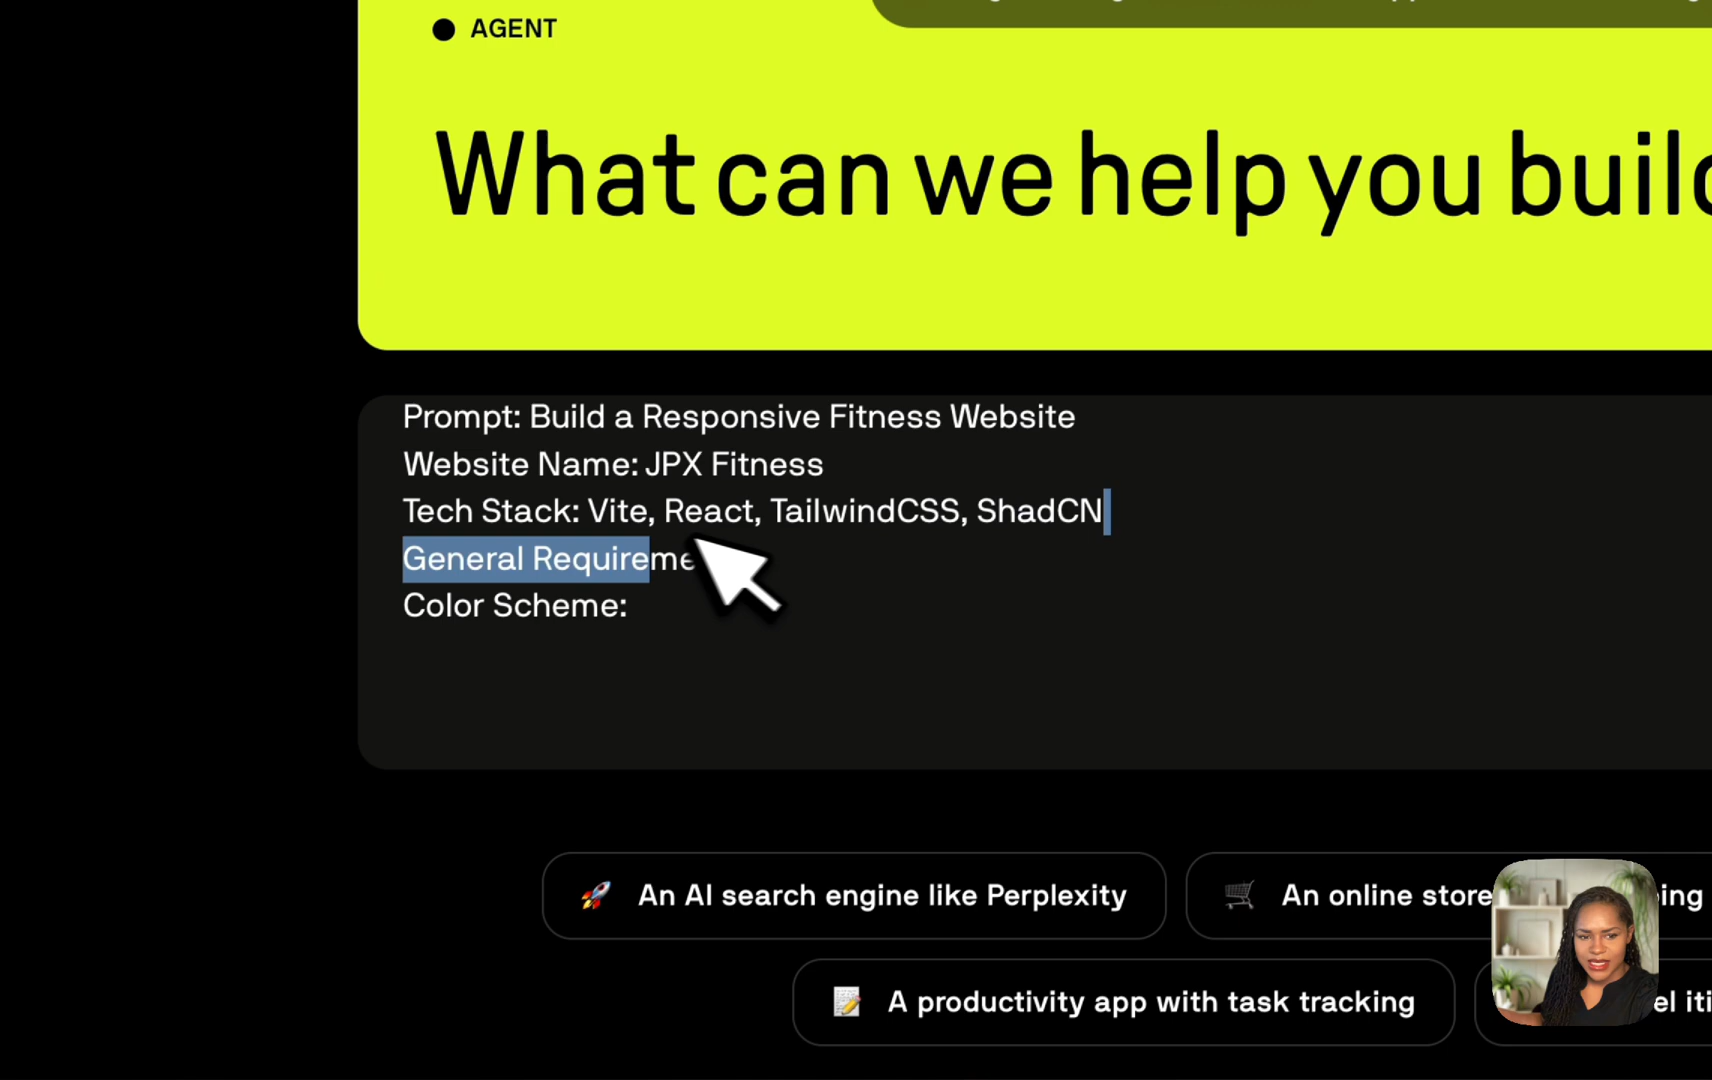 AGENT
What can we help you build
Prompt: Build a Responsive Fitness Website
Website Name: JPX Fitness
Tech Stack: Vite, React, TailwindCSS, ShadCN
General Requireme
Color Scheme:
🚀 An AI search engine like Perplexity
🛒 An online store ing
📝 A productivity app with task tracking
el iti